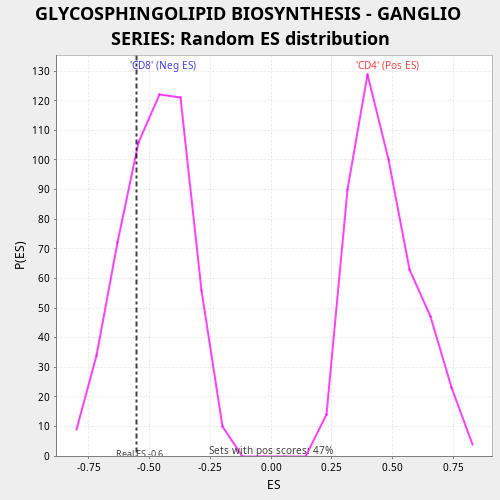 GLYCOSPHINGOLIPID BIOSYNTHESIS - GANGLIO
SERIES: Random ES distribution
'CD8' (Neg ES)
'CD4' (Pos ES)
130
120
110
100
90
80
70
60
50
40
30
20
10
0
P(ES)
Real ES -0.6
Sets with pos scores: 47%
-0.75
-0.50
-0.25
0.00
0.25
0.50
0.75
ES